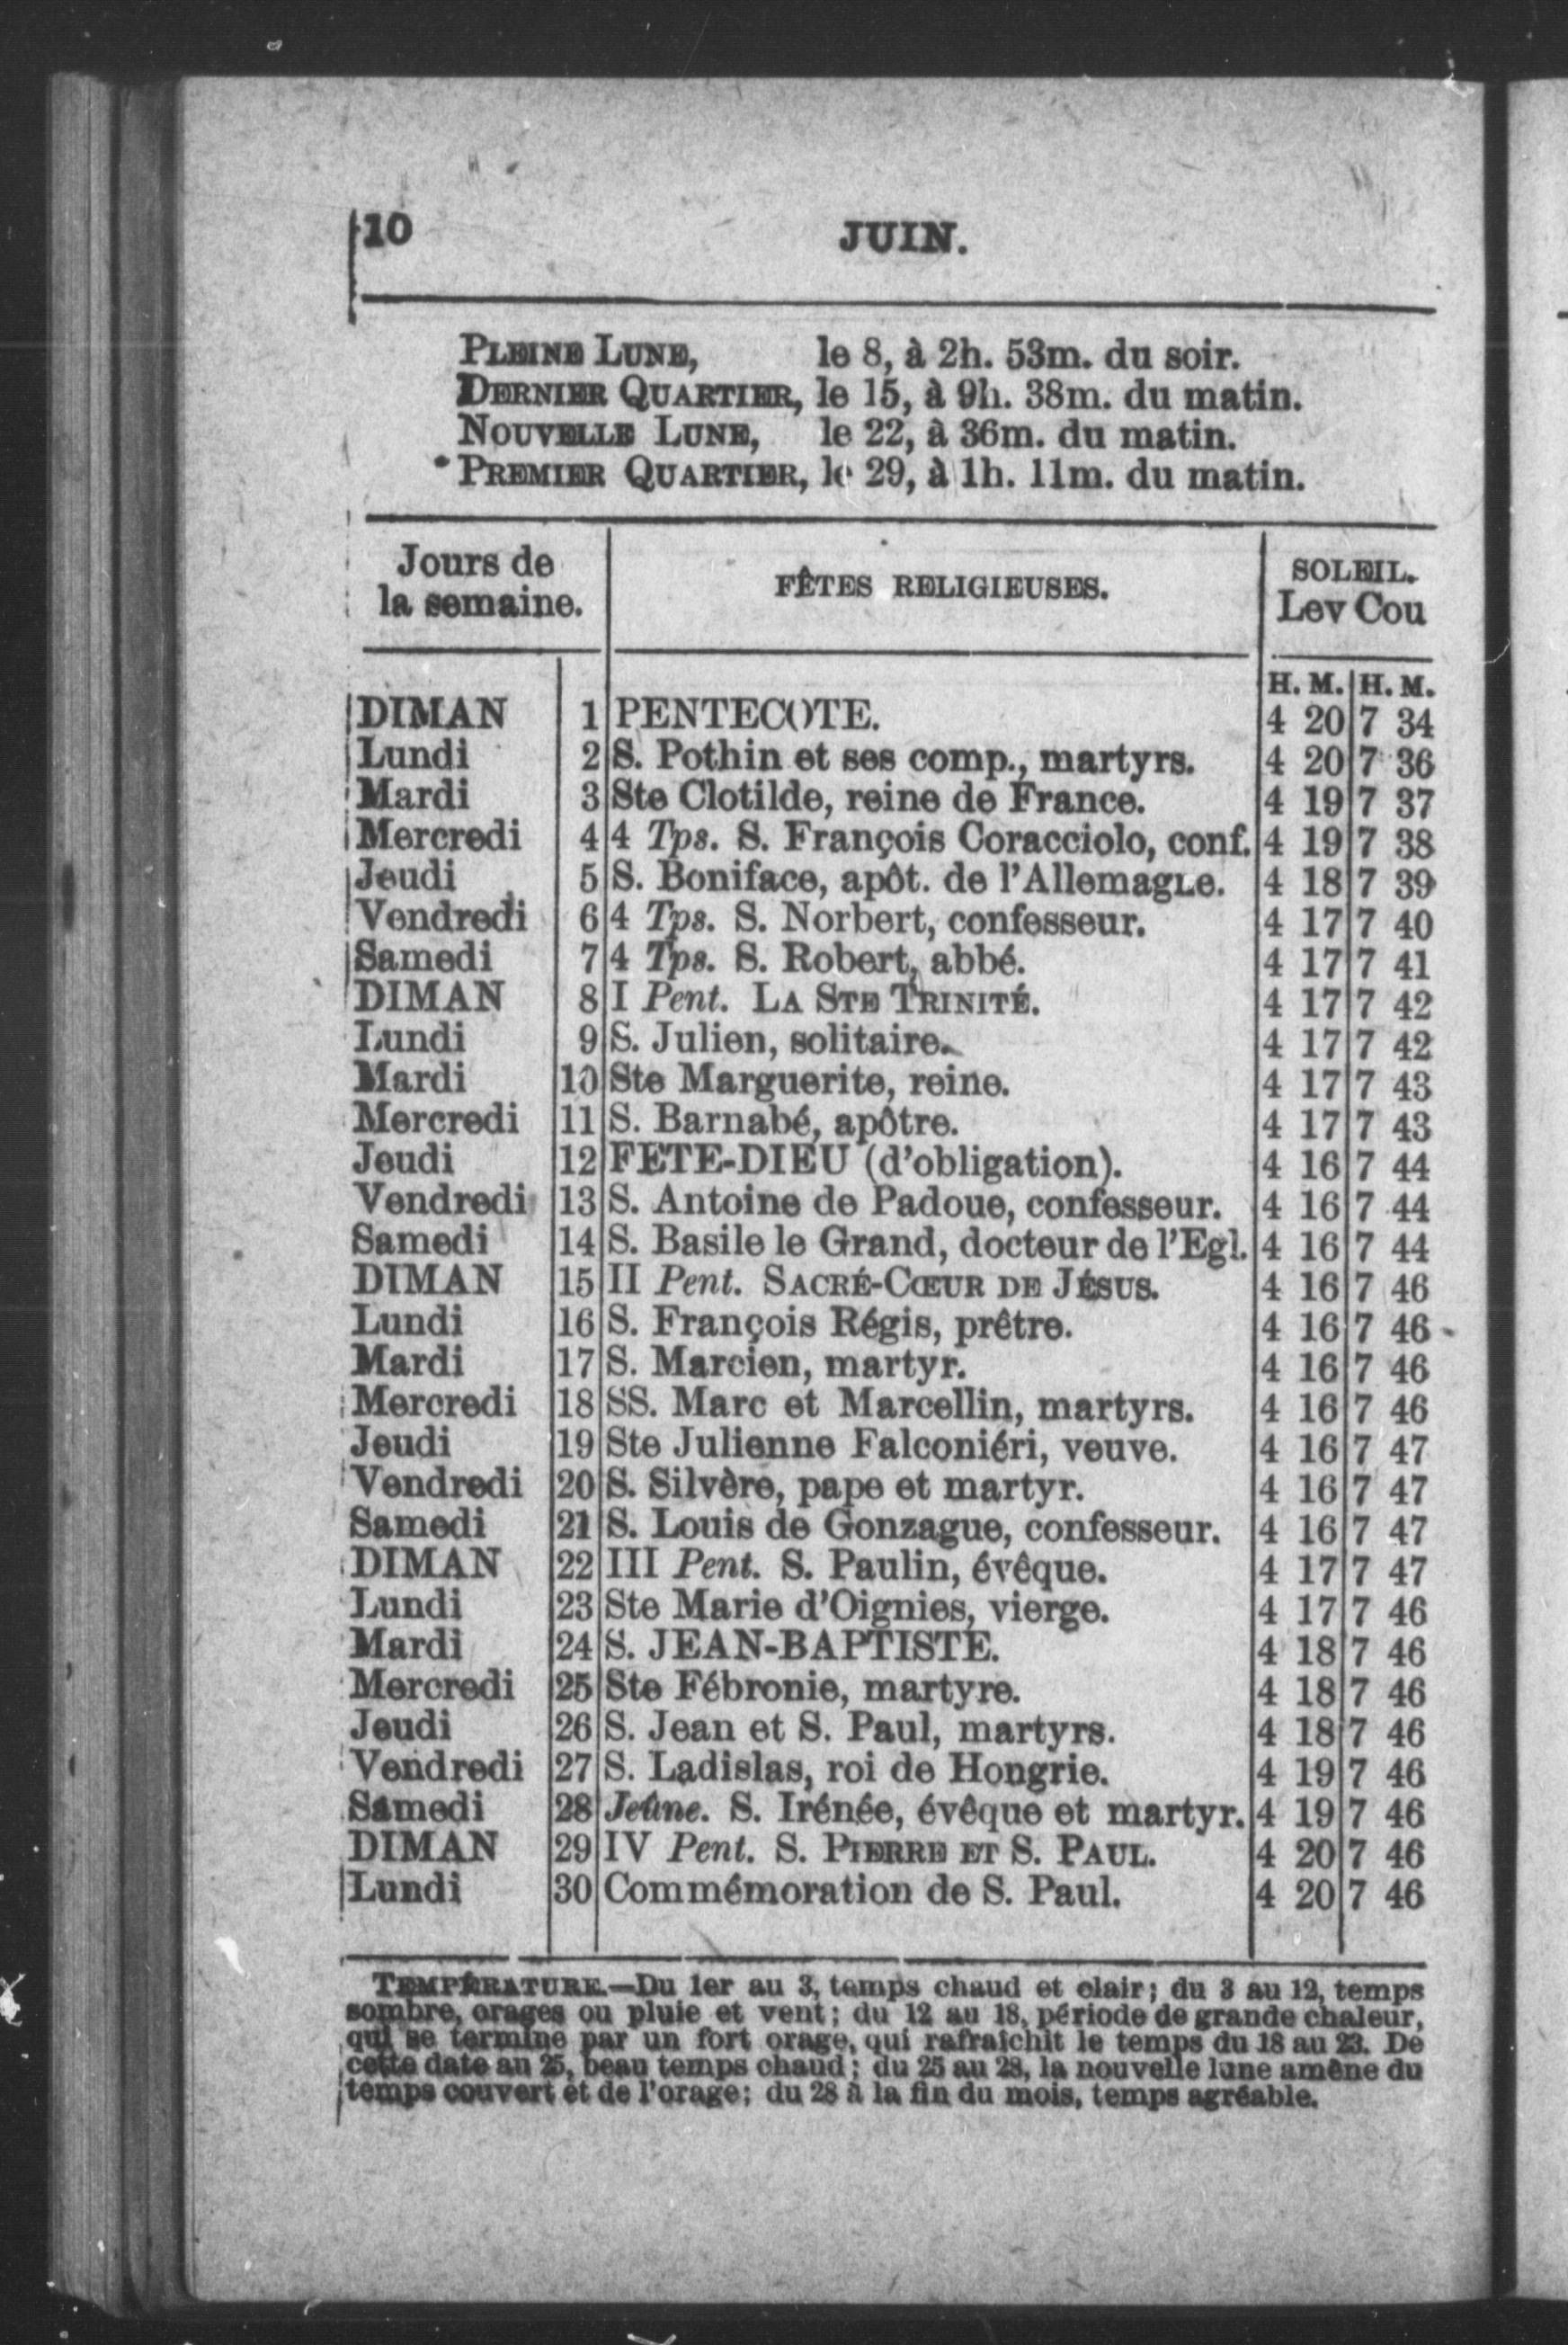 10
JUIN.
PLEINE LUNE, le 8, à 2h. 53m. du soir.
DERNIER QUARTIER, le 15, à 9h. 38m. du matin.
NOUVELLE LUNE, le 22, à 36m. du matin.
PREMIER QUARTIER, le 29, à 1h. 11m. du matin.
Jours de la semaine. FÊTES RELIGIEUSES. SOLEIL. Lev Cou
H. M. H. M.
DIMAN 1 PENTECOTE. 4 20 7 34
Lundi 2 S. Pothin et ses comp., martyrs. 4 20 7 36
Mardi 3 Ste Clotilde, reine de France. 4 19 7 37
Mercredi 4 4 Tps. S. François Coracciolo, conf. 4 19 7 38
Jeudi 5 S. Boniface, apôt. de l'Allemagne. 4 18 7 39
Vendredi 6 4 Tps. S. Norbert, confesseur. 4 17 7 40
Samedi 7 4 Tps. S. Robert, abbé. 4 17 7 41
DIMAN 8 I Pent. LA STE TRINITÉ. 4 17 7 42
Lundi 9 S. Julien, solitaire. 4 17 7 42
Mardi 10 Ste Marguerite, reine. 4 17 7 43
Mercredi 11 S. Barnabé, apôtre. 4 17 7 43
Jeudi 12 FETE-DIEU (d'obligation). 4 16 7 44
Vendredi 13 S. Antoine de Padoue, confesseur. 4 16 7 44
Samedi 14 S. Basile le Grand, docteur de l'Egl. 4 16 7 44
DIMAN 15 II Pent. SACRÉ-CŒUR DE JÉSUS. 4 16 7 46
Lundi 16 S. François Régis, prêtre. 4 16 7 46
Mardi 17 S. Marcien, martyr. 4 16 7 46
Mercredi 18 SS. Marc et Marcellin, martyrs. 4 16 7 46
Jeudi 19 Ste Julienne Falconiéri, veuve. 4 16 7 47
Vendredi 20 S. Silvère, pape et martyr. 4 16 7 47
Samedi 21 S. Louis de Gonzague, confesseur. 4 16 7 47
DIMAN 22 III Pent. S. Paulin, évêque. 4 17 7 47
Lundi 23 Ste Marie d'Oignies, vierge. 4 17 7 46
Mardi 24 S. JEAN-BAPTISTE. 4 18 7 46
Mercredi 25 Ste Fébronie, martyre. 4 18 7 46
Jeudi 26 S. Jean et S. Paul, martyrs. 4 18 7 46
Vendredi 27 S. Ladislas, roi de Hongrie. 4 19 7 46
Samedi 28 Jeûne. S. Irénée, évêque et martyr. 4 19 7 46
DIMAN 29 IV Pent. S. PIERRE ET S. PAUL. 4 20 7 46
Lundi 30 Commémoration de S. Paul. 4 20 7 46
TEMPÉRATURE.—Du 1er au 3, temps chaud et clair; du 3 au 12, temps
sombre, orages ou pluie et vent; du 12 au 18, période de grande chaleur,
qui se termine par un fort orage, qui rafraichit le temps du 18 au 23. De
cette date au 25, beau temps chaud; du 25 au 28, la nouvelle lune amène du
temps couvert et de l'orage; du 28 à la fin du mois, temps agréable.